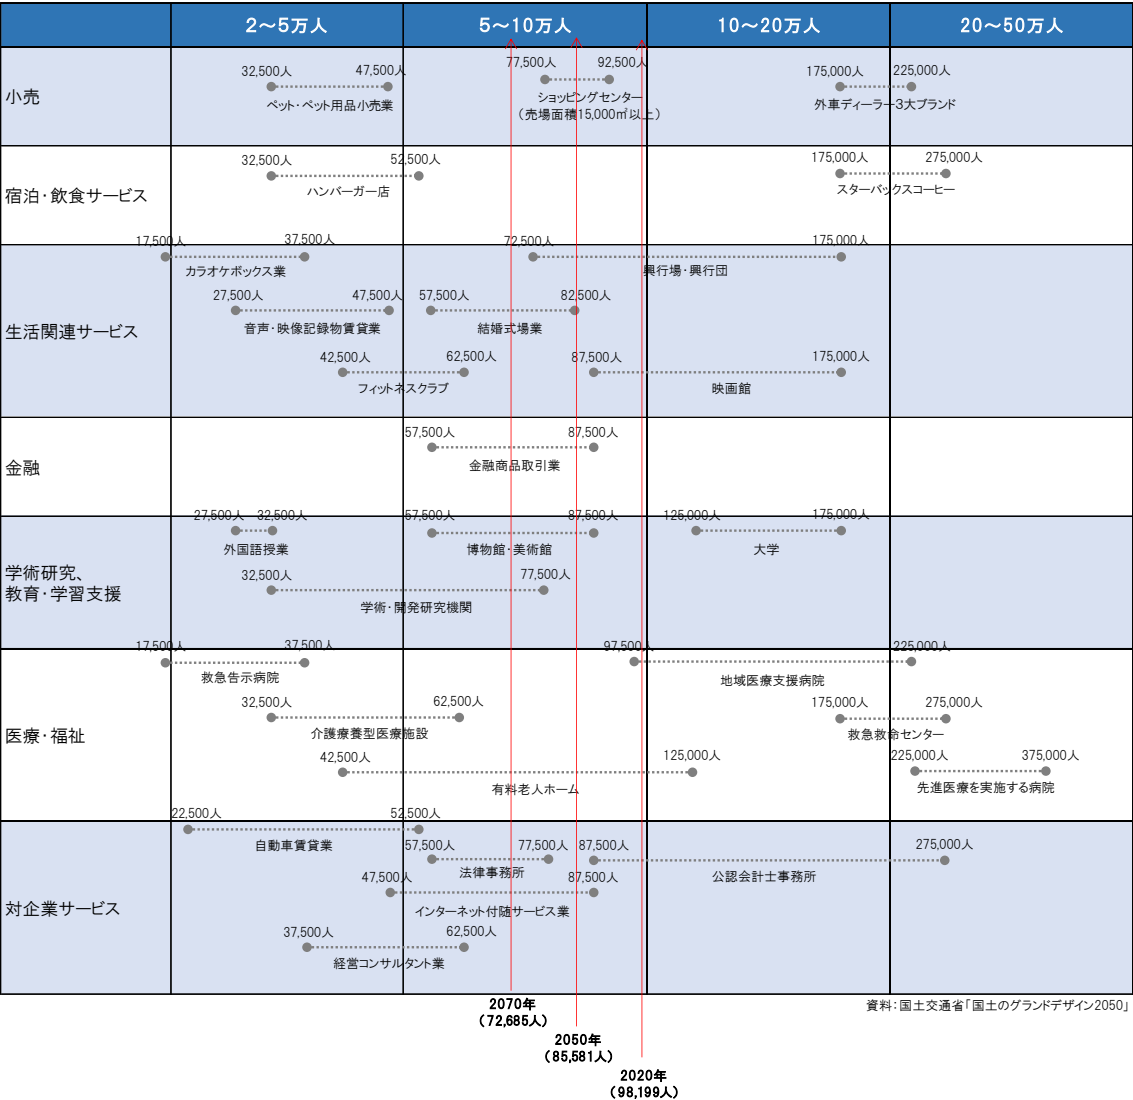 2～5万人
5～10万人
10～20万人
20～50万人
小売
32,500人
47,500人
ペット・ペット用品小売業
77,500人
92,500人
ショッピングセンター
（売場面積15,000㎡以上）
175,000人
225,000人
外車ディーラー3大ブランド
宿泊・飲食サービス
32,500人
52,500人
ハンバーガー店
175,000人
275,000人
スターバックスコーヒー
生活関連サービス
17,500人
37,500人
カラオケボックス業
72,500人
175,000人
興行場・興行団
27,500人
47,500人
音声・映像記録物賃貸業
57,500人
82,500人
結婚式場業
42,500人
62,500人
フィットネスクラブ
87,500人
175,000人
映画館
金融
57,500人
87,500人
金融商品取引業
学術研究、
教育・学習支援
27,500人
32,500人
外国語授業
57,500人
87,500人
博物館・美術館
125,000人
175,000人
大学
32,500人
77,500人
学術・開発研究機関
医療・福祉
17,500人
37,500人
救急告示病院
97,500人
225,000人
地域医療支援病院
32,500人
62,500人
介護療養型医療施設
175,000人
275,000人
救急救命センター
42,500人
125,000人
有料老人ホーム
225,000人
375,000人
先進医療を実施する病院
対企業サービス
22,500人
52,500人
自動車賃貸業
57,500人
77,500人
法律事務所
87,500人
275,000人
公認会計士事務所
47,500人
87,500人
インターネット付随サービス業
37,500人
62,500人
経営コンサルタント業
資料：国土交通省「国土のグランドデザイン2050」
2070年
（72,685人）
2050年
（85,581人）
2020年
（98,199人）